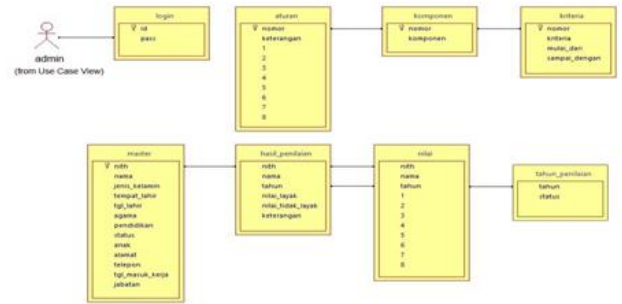 login
id
pass
admin
(from Use Case View)
aturan
nomor
keterangan
1
2
3
4
5
6
7
8
komponen
nomor
komponen
kriteria
nomor
kriteria
mulai_dari
sampai_dengan
master
nith
nama
jenis_kelamin
tempat_lahir
tgl_lahir
agama
pendidikan
status
anak
alamat
telepon
tgl_masuk_kerja
jabatan
hasil_penilaian
nith
nama
tahun
nilai_layak
nilai_tidak_layak
keterangan
nilai
nith
nama
tahun
1
2
3
4
5
6
7
8
tahun_penilaian
tahun
status